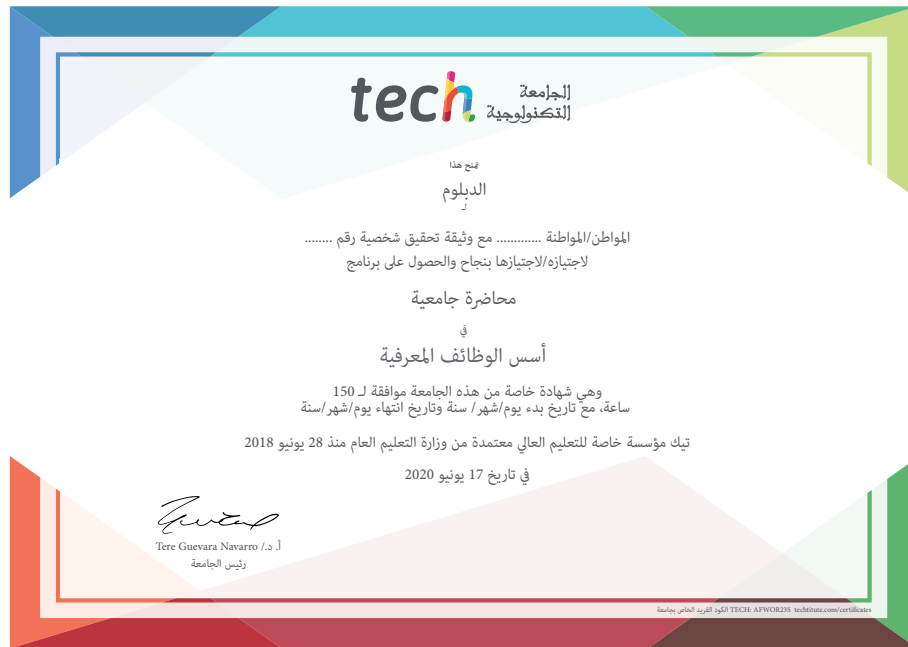 tech الجامعة
التكنولوجية
يمنح هذا
الدبلوم
لـ
المواطن/المواطنة ............ مع وثيقة تحقيق شخصية رقم ........
لاجتيازه/لاجتيازها بنجاح والحصول على برنامج
محاضرة جامعية
في
أسس الوظائف المعرفية
وهي شهادة خاصة من هذه الجامعة موافقة لـ 150
ساعة، مع تاريخ بدء يوم/شهر/ سنة وتاريخ انتهاء يوم/شهر/سنة
تيك مؤسسة خاصة للتعليم العالي معتمدة من وزارة التعليم العام منذ 28 يونيو 2018
في تاريخ 17 يونيو 2020
أ. د./ Tere Guevara Navarro
رئيس الجامعة
الكود الفريد الخاص بجامعة TECH: AFWOR23S techtitute.com/certificates